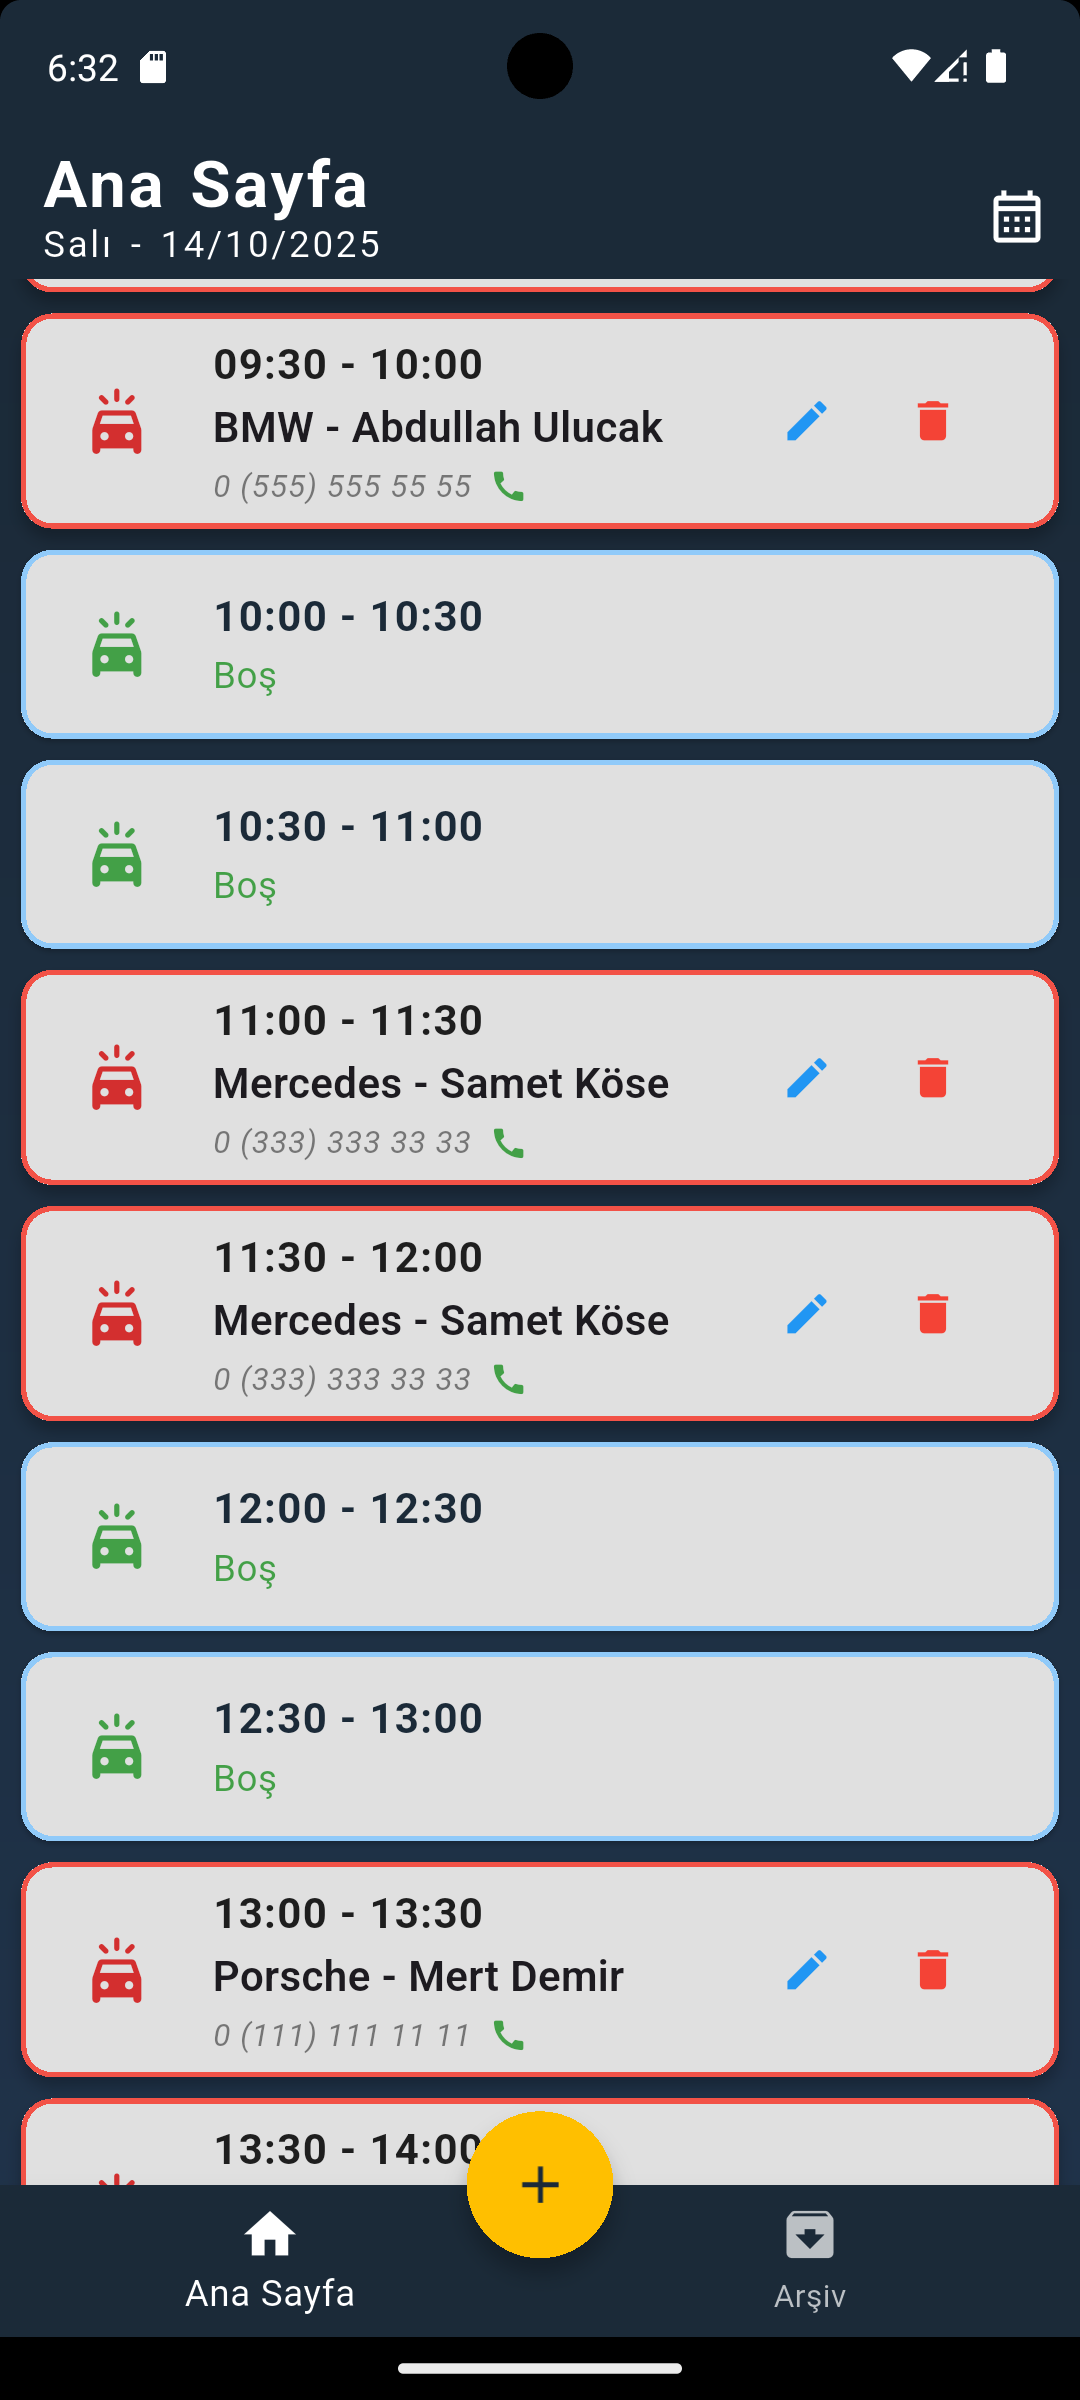 6:32
Ana Sayfa
Salı - 14/10/2025
09:30 - 10:00
BMW - Abdullah Ulucak
0 (555) 555 55 55
10:00 - 10:30
Boş
10:30 - 11:00
Boş
11:00 - 11:30
Mercedes - Samet Köse
0 (333) 333 33 33
11:30 - 12:00
Mercedes - Samet Köse
0 (333) 333 33 33
12:00 - 12:30
Boş
12:30 - 13:00
Boş
13:00 - 13:30
Porsche - Mert Demir
0 (111) 111 11 11
13:30 - 14:00
Ana Sayfa
Arşiv